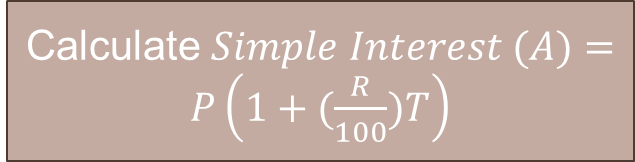 Calculate Simple Interest (A) =
P(1 + (R/100)T)